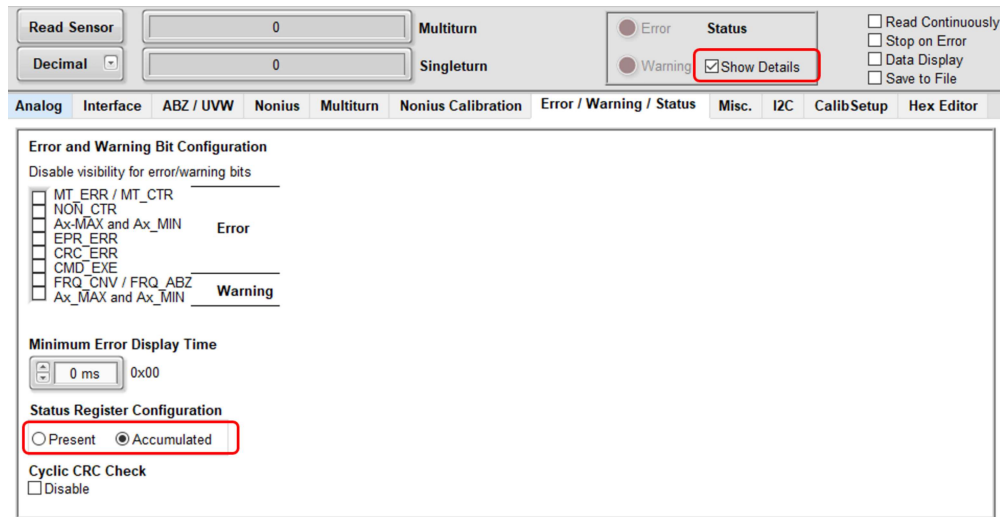 Read Sensor 0 Multiturn Error Status Read Continuously
Stop on Error
Decimal 0 Singleturn Warning Show Details Data Display
Save to File
Analog Interface ABZ / UVW Nonius Multiturn Nonius Calibration Error / Warning / Status Misc. I2C CalibSetup Hex Editor
Error and Warning Bit Configuration
Disable visibility for error/warning bits
MT_ERR / MT_CTR
NON_CTR
Ax-MAX and Ax_MIN Error
EPR_ERR
CRC_ERR
CMD_EXE
FRQ_CNV / FRQ_ABZ
Ax_MAX and Ax_MIN Warning
Minimum Error Display Time
0 ms 0x00
Status Register Configuration
Present Accumulated
Cyclic CRC Check
Disable